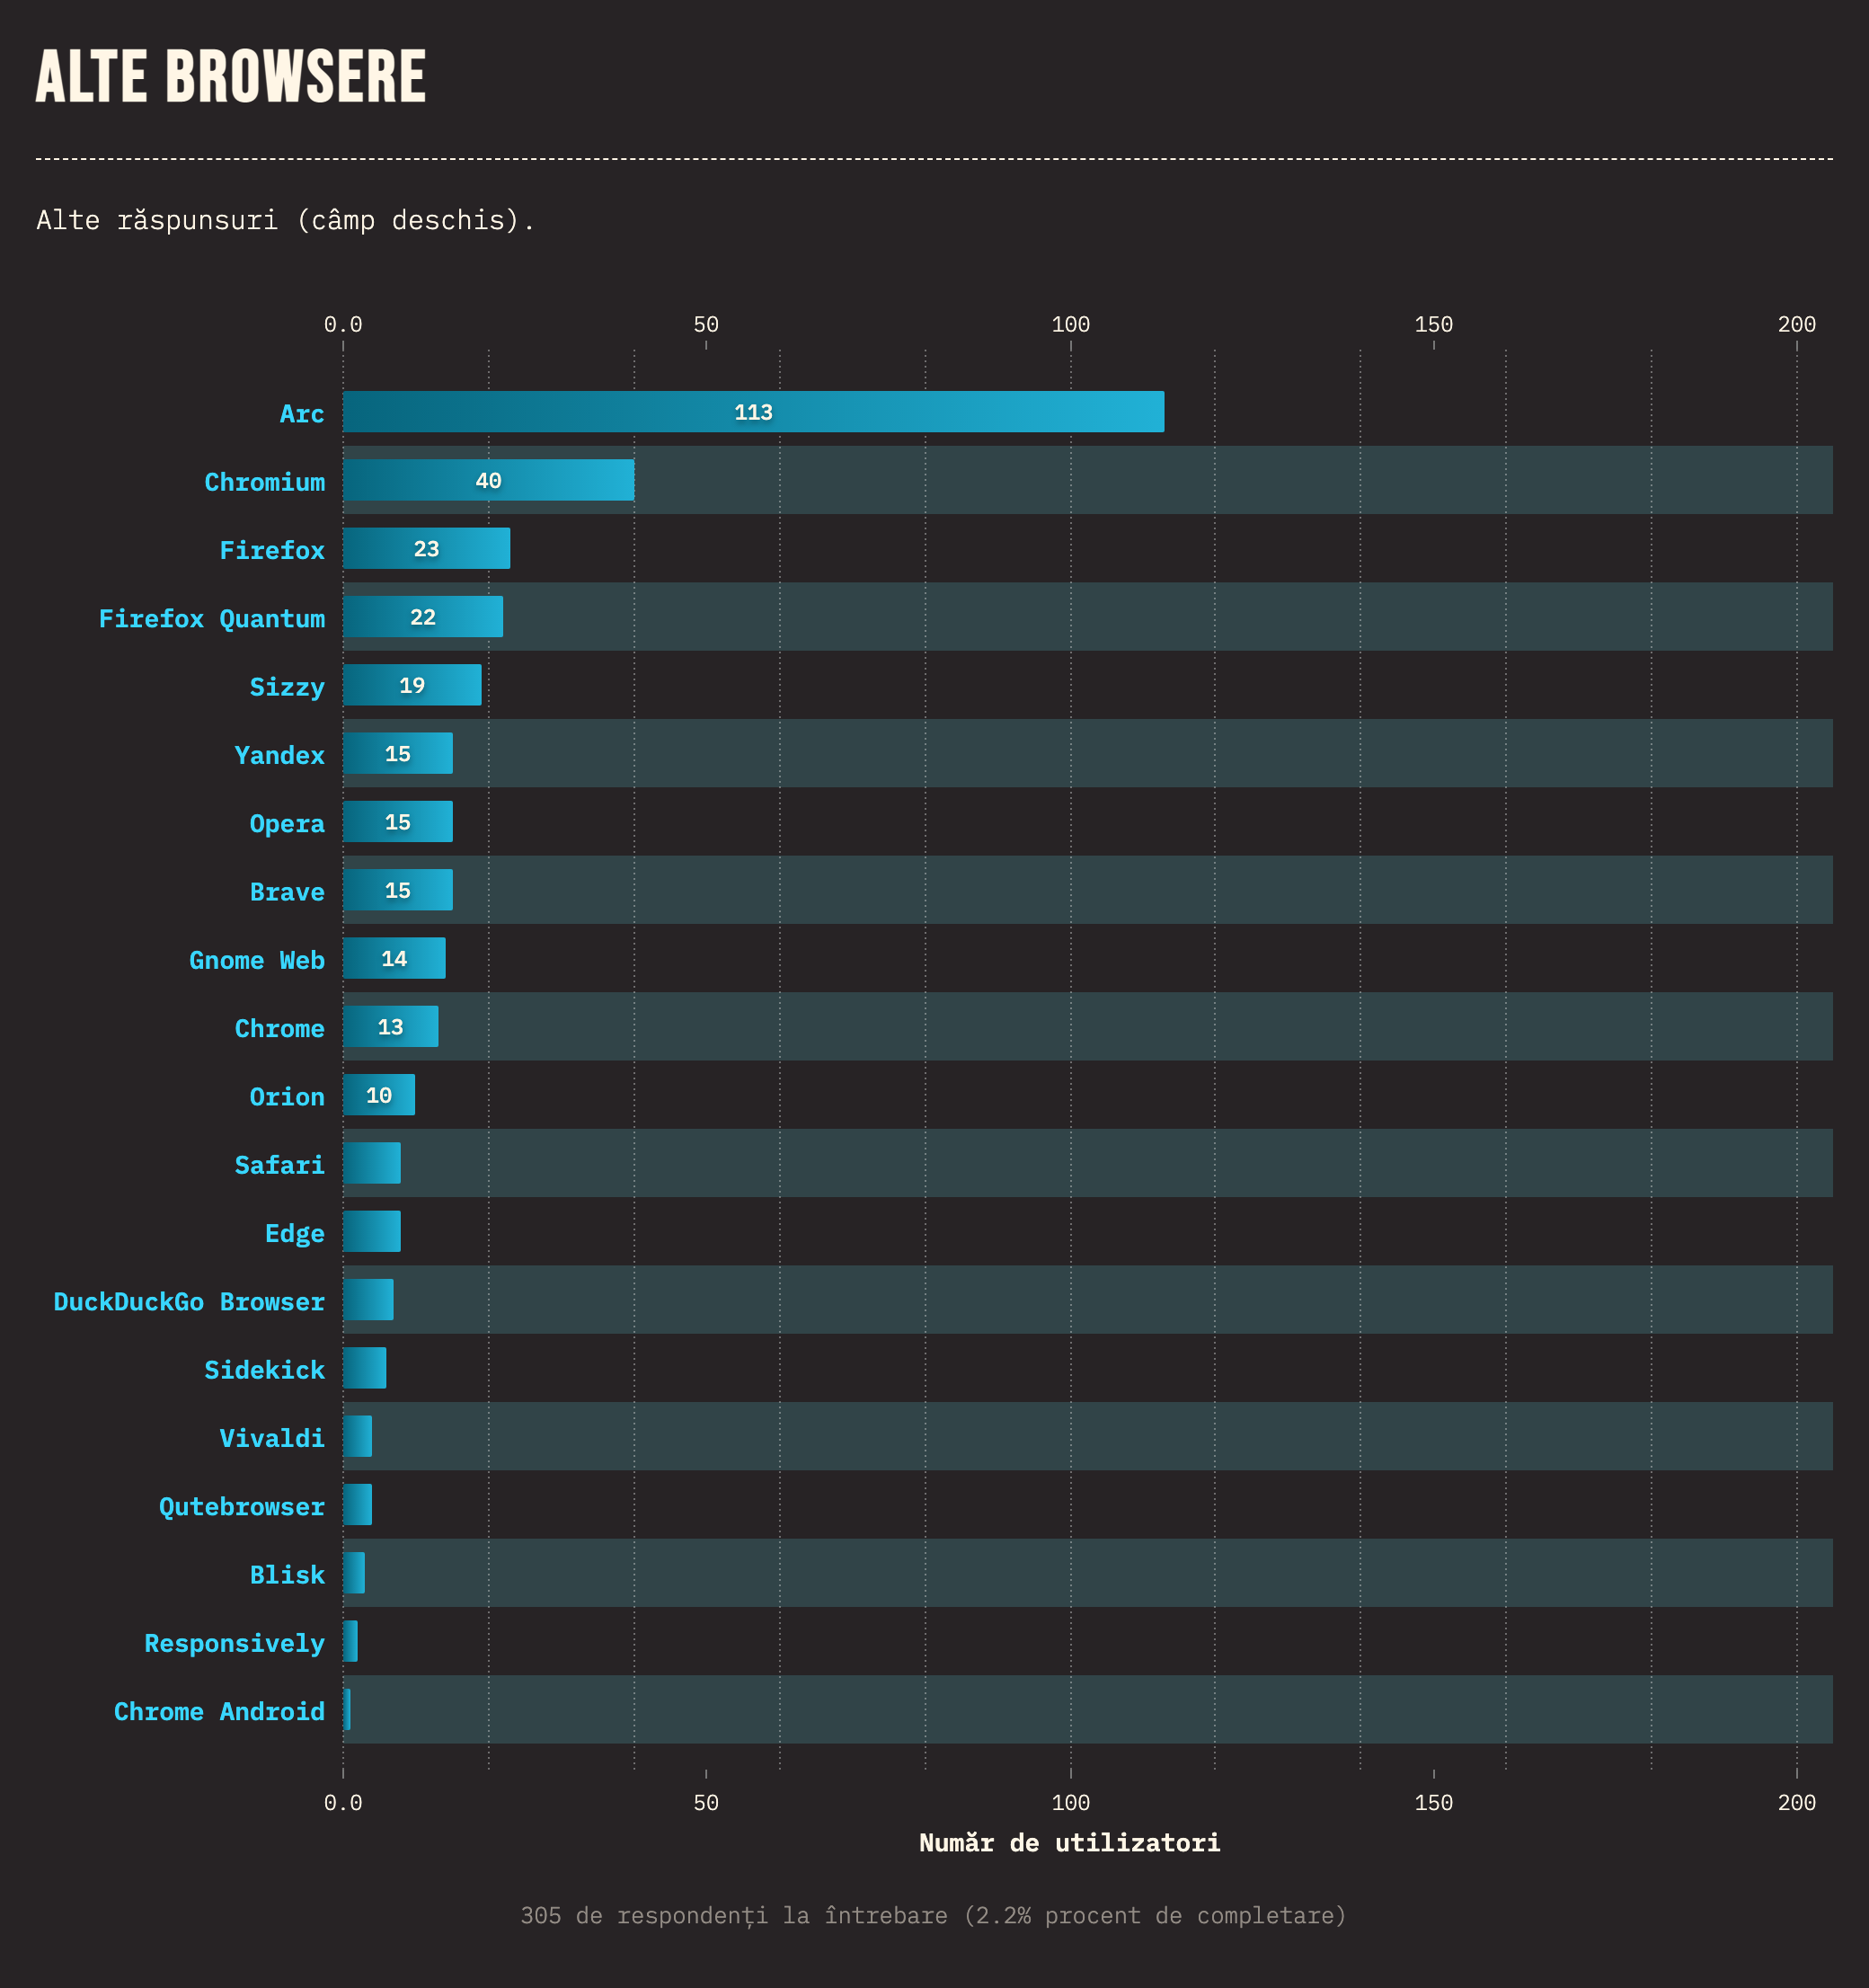 ALTE BROWSERE
Alte răspunsuri (câmp deschis).
0.0 50 100 150 200
Arc 113
Chromium 40
Firefox 23
Firefox Quantum 22
Sizzy 19
Yandex 15
Opera 15
Brave 15
Gnome Web 14
Chrome 13
Orion 10
Safari
Edge
DuckDuckGo Browser
Sidekick
Vivaldi
Qutebrowser
Blisk
Responsively
Chrome Android
0.0 50 100 150 200
Număr de utilizatori
305 de respondenți la întrebare (2.2% procent de completare)